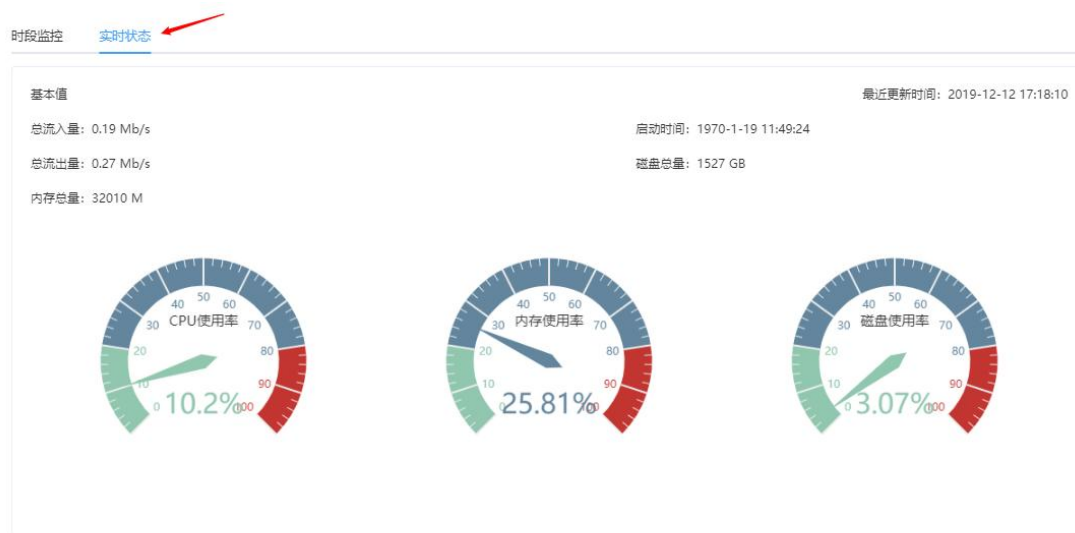 时段监控 实时状态
基本值 最近更新时间：2019-12-12 17:18:10
总流入量：0.19 Mb/s 启动时间：1970-1-19 11:49:24
总流出量：0.27 Mb/s 磁盘总量：1527 GB
内存总量：32010 M
0 10 20 30 40 50 60 70 80 90 100
CPU使用率
10.2%
0 10 20 30 40 50 60 70 80 90 100
内存使用率
25.81%
0 10 20 30 40 50 60 70 80 90 100
磁盘使用率
3.07%